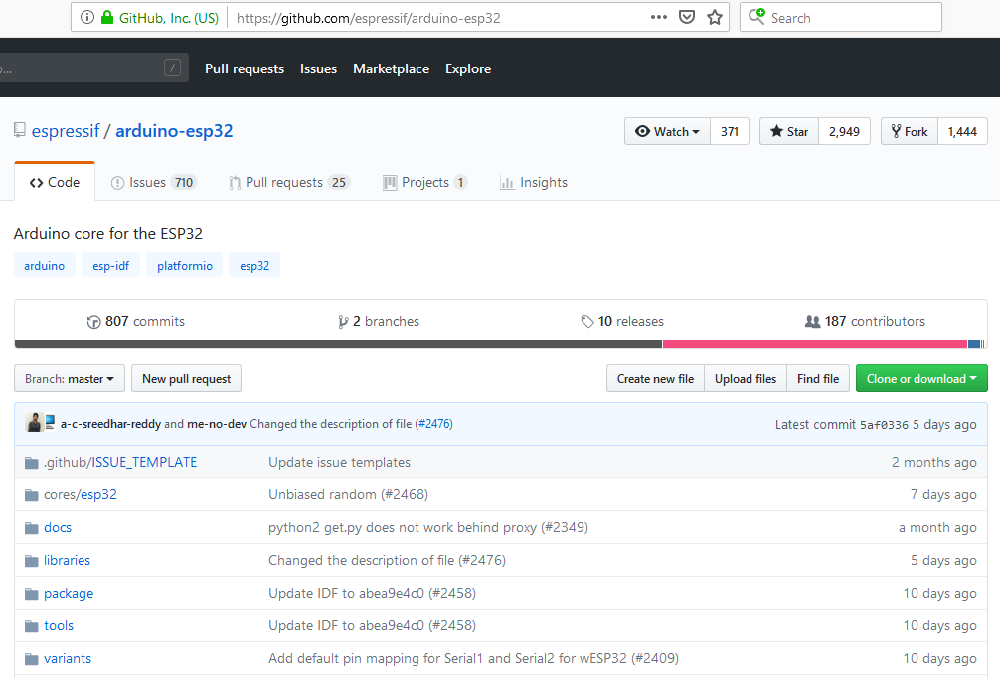 GitHub, Inc. (US) https://github.com/espressif/arduino-esp32 ••• Search
o... / Pull requests Issues Marketplace Explore
espressif / arduino-esp32 Watch 371 Star 2,949 Fork 1,444
Code Issues 710 Pull requests 25 Projects 1 Insights
Arduino core for the ESP32
arduino esp-idf platformio esp32
807 commits 2 branches 10 releases 187 contributors
Branch: master New pull request Create new file Upload files Find file Clone or download
a-c-sreedhar-reddy and me-no-dev Changed the description of file (#2476) Latest commit 5af0336 5 days ago
.github/ISSUE_TEMPLATE Update issue templates 2 months ago
cores/esp32 Unbiased random (#2468) 7 days ago
docs python2 get.py does not work behind proxy (#2349) a month ago
libraries Changed the description of file (#2476) 5 days ago
package Update IDF to abea9e4c0 (#2458) 10 days ago
tools Update IDF to abea9e4c0 (#2458) 10 days ago
variants Add default pin mapping for Serial1 and Serial2 for wESP32 (#2409) 10 days ago